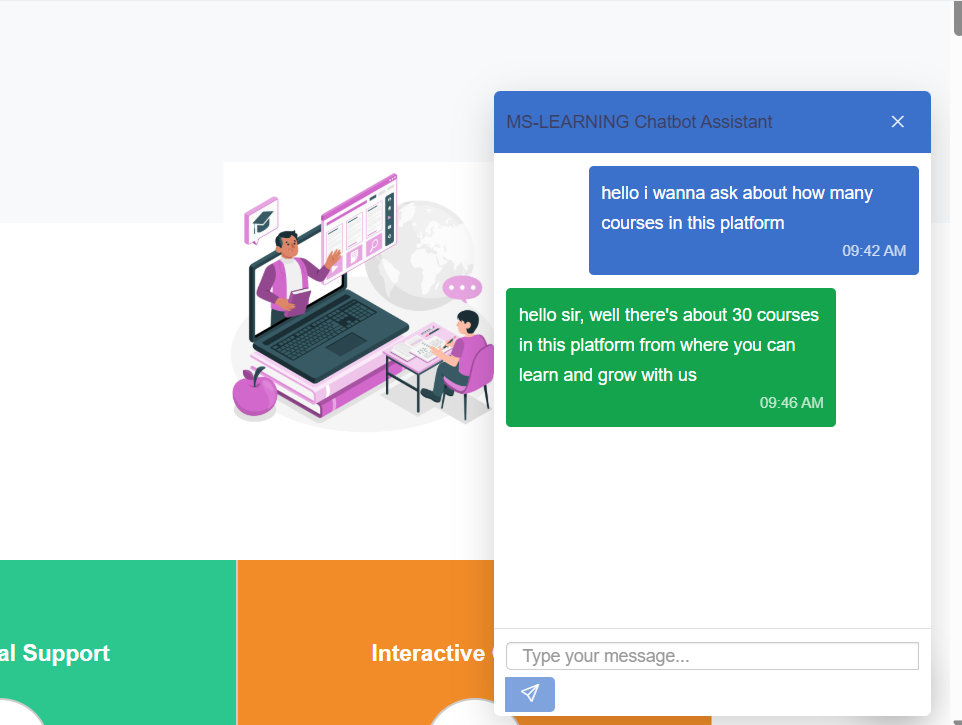 MS-LEARNING Chatbot Assistant
hello i wanna ask about how many
courses in this platform
09:42 AM
hello sir, well there's about 30 courses
in this platform from where you can
learn and grow with us
09:46 AM
al Support
Interactive
Type your message...